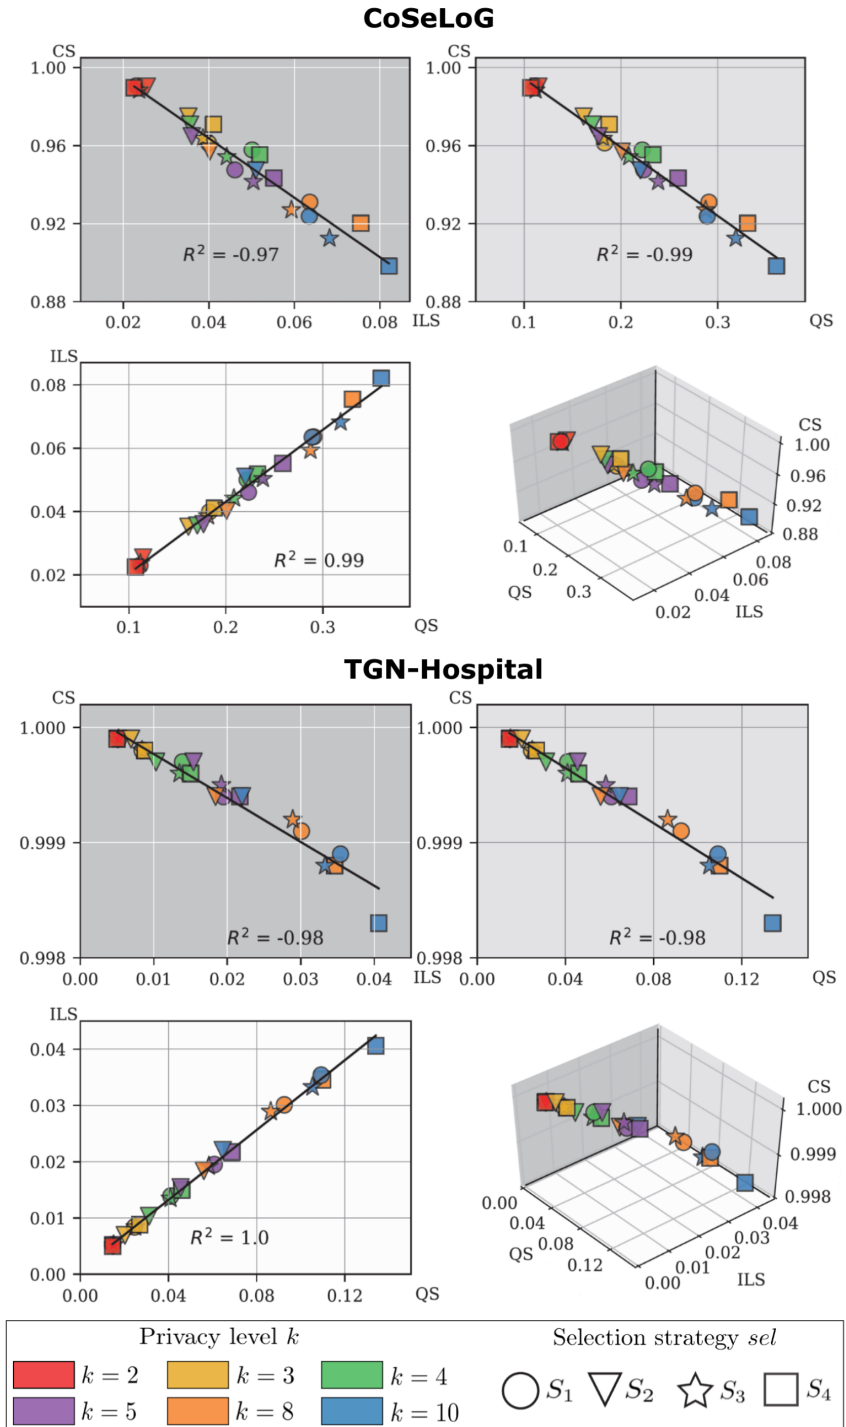 CoSeLoG
CS
1.00
0.96
0.92
0.88
R² = -0.97
0.02 0.04 0.06 0.08 ILS
CS
1.00
0.96
0.92
0.88
R² = -0.99
0.1 0.2 0.3 QS
ILS
0.08
0.06
0.04
0.02
R² = 0.99
0.1 0.2 0.3 QS
CS
1.00
0.96
0.92
0.88
0.1
0.2
0.3
QS
0.08
0.06
0.04
0.02
ILS
TGN-Hospital
CS
1.000
0.999
0.998
R² = -0.98
0.00 0.01 0.02 0.03 0.04 ILS
CS
1.000
0.999
0.998
R² = -0.98
0.00 0.04 0.08 0.12 QS
ILS
0.04
0.03
0.02
0.01
0.00
R² = 1.0
0.00 0.04 0.08 0.12 QS
CS
1.000
0.999
0.998
0.00
0.04
0.08
0.12
QS
0.04
0.03
0.02
0.01
0.00
ILS
Privacy level k
k = 2 k = 3 k = 4
k = 5 k = 8 k = 10
Selection strategy sel
S₁ S₂ S₃ S₄